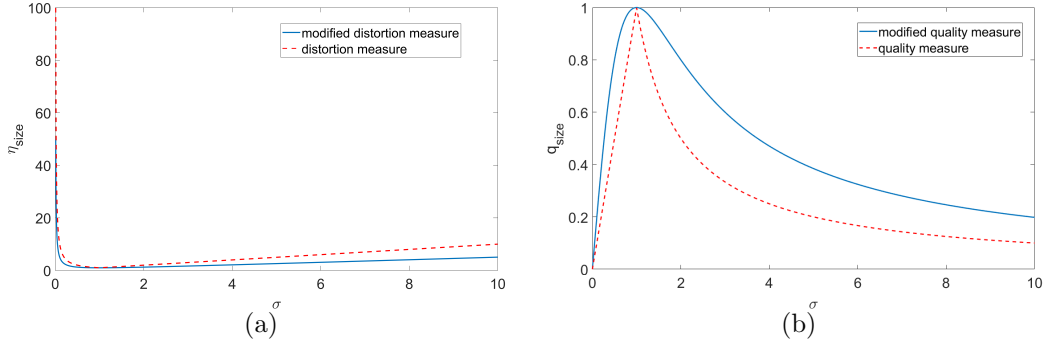 100
80
60
40
20
0
η_size
0 2 4 6 8 10
σ
modified distortion measure
distortion measure
(a)
1
0.8
0.6
0.4
0.2
0
q_size
0 2 4 6 8 10
σ
modified quality measure
quality measure
(b)